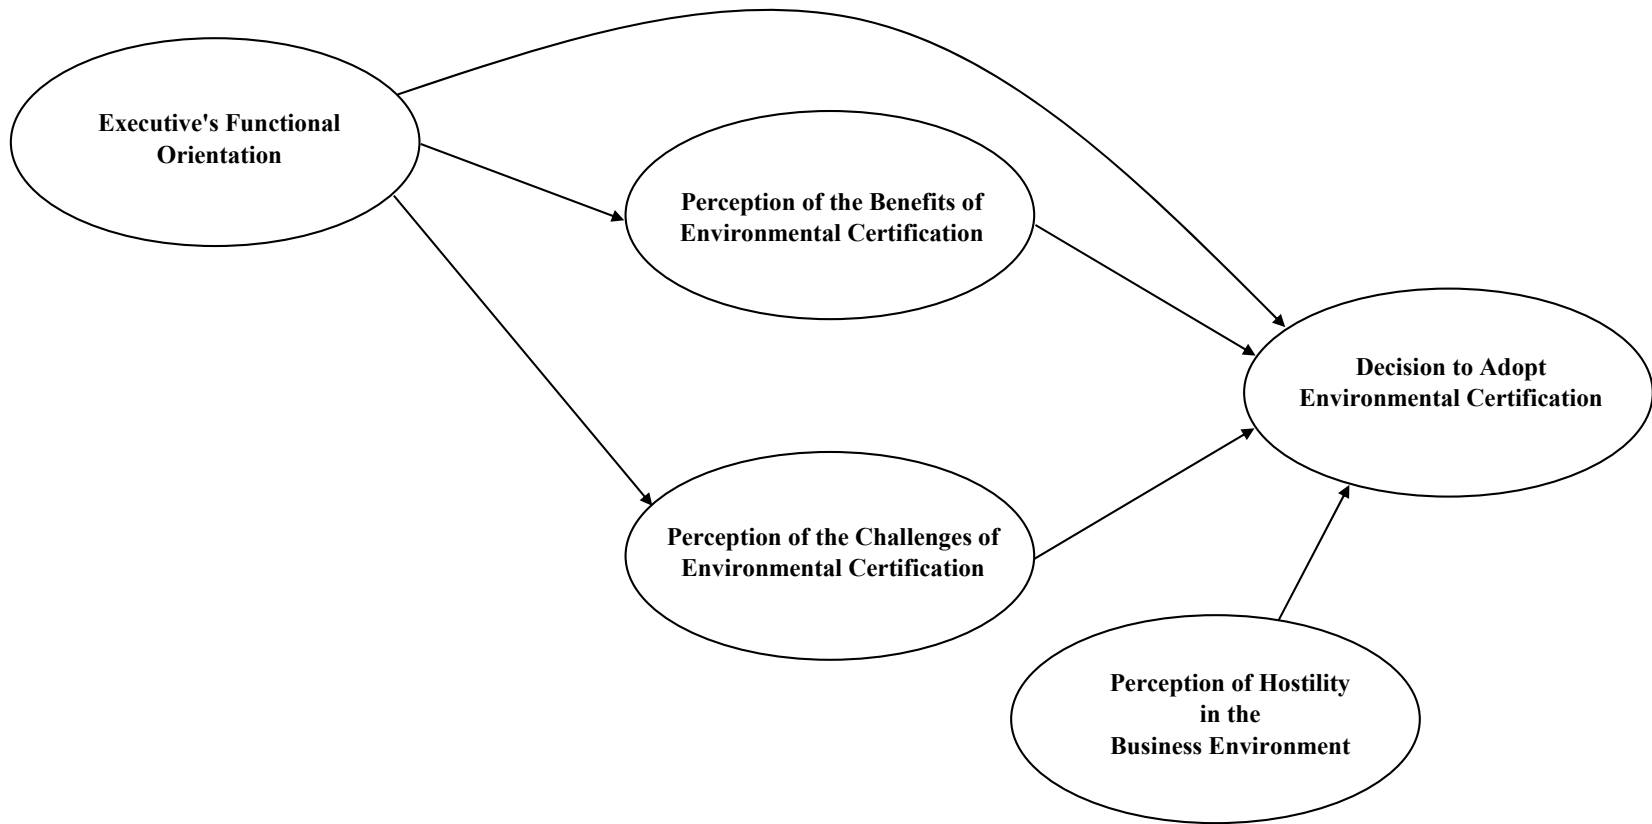 Executive's Functional
Orientation
Perception of the Benefits of
Environmental Certification
Decision to Adopt
Environmental Certification
Perception of the Challenges of
Environmental Certification
Perception of Hostility
in the
Business Environment